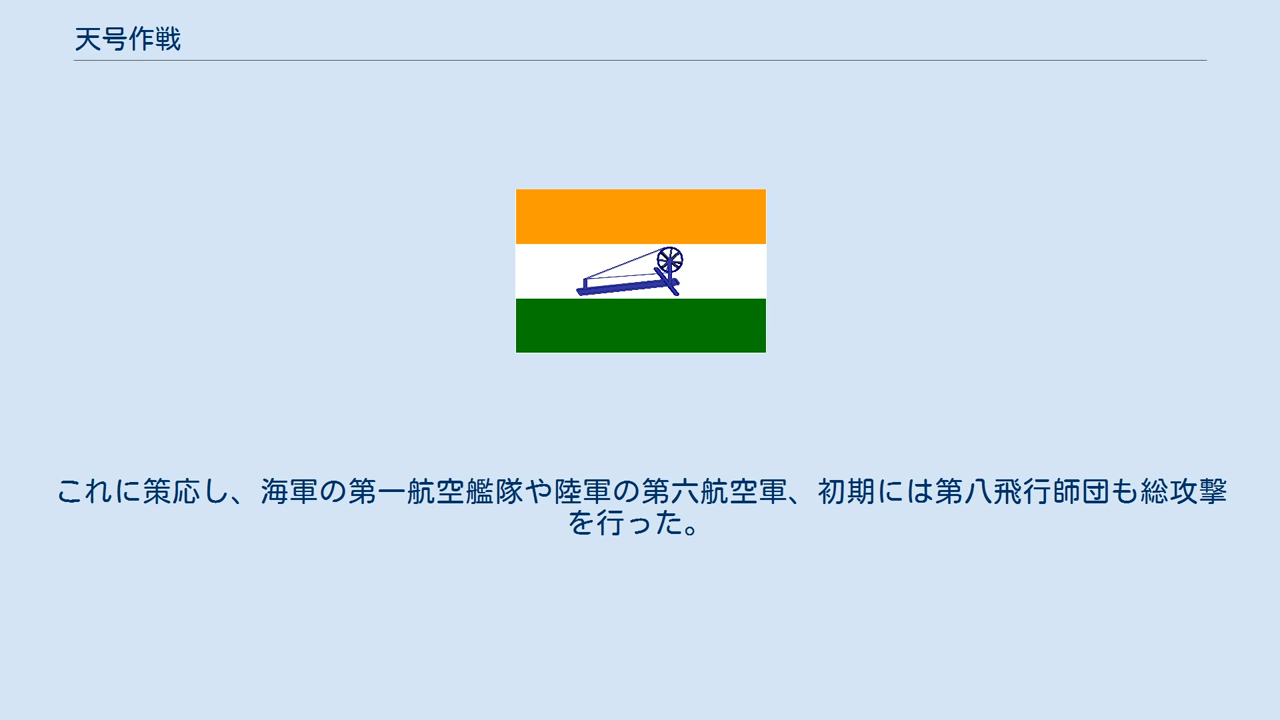 天号作戦
これに策応し、海軍の第一航空艦隊や陸軍の第六航空軍、初期には第八飛行師団も総攻撃
を行った。